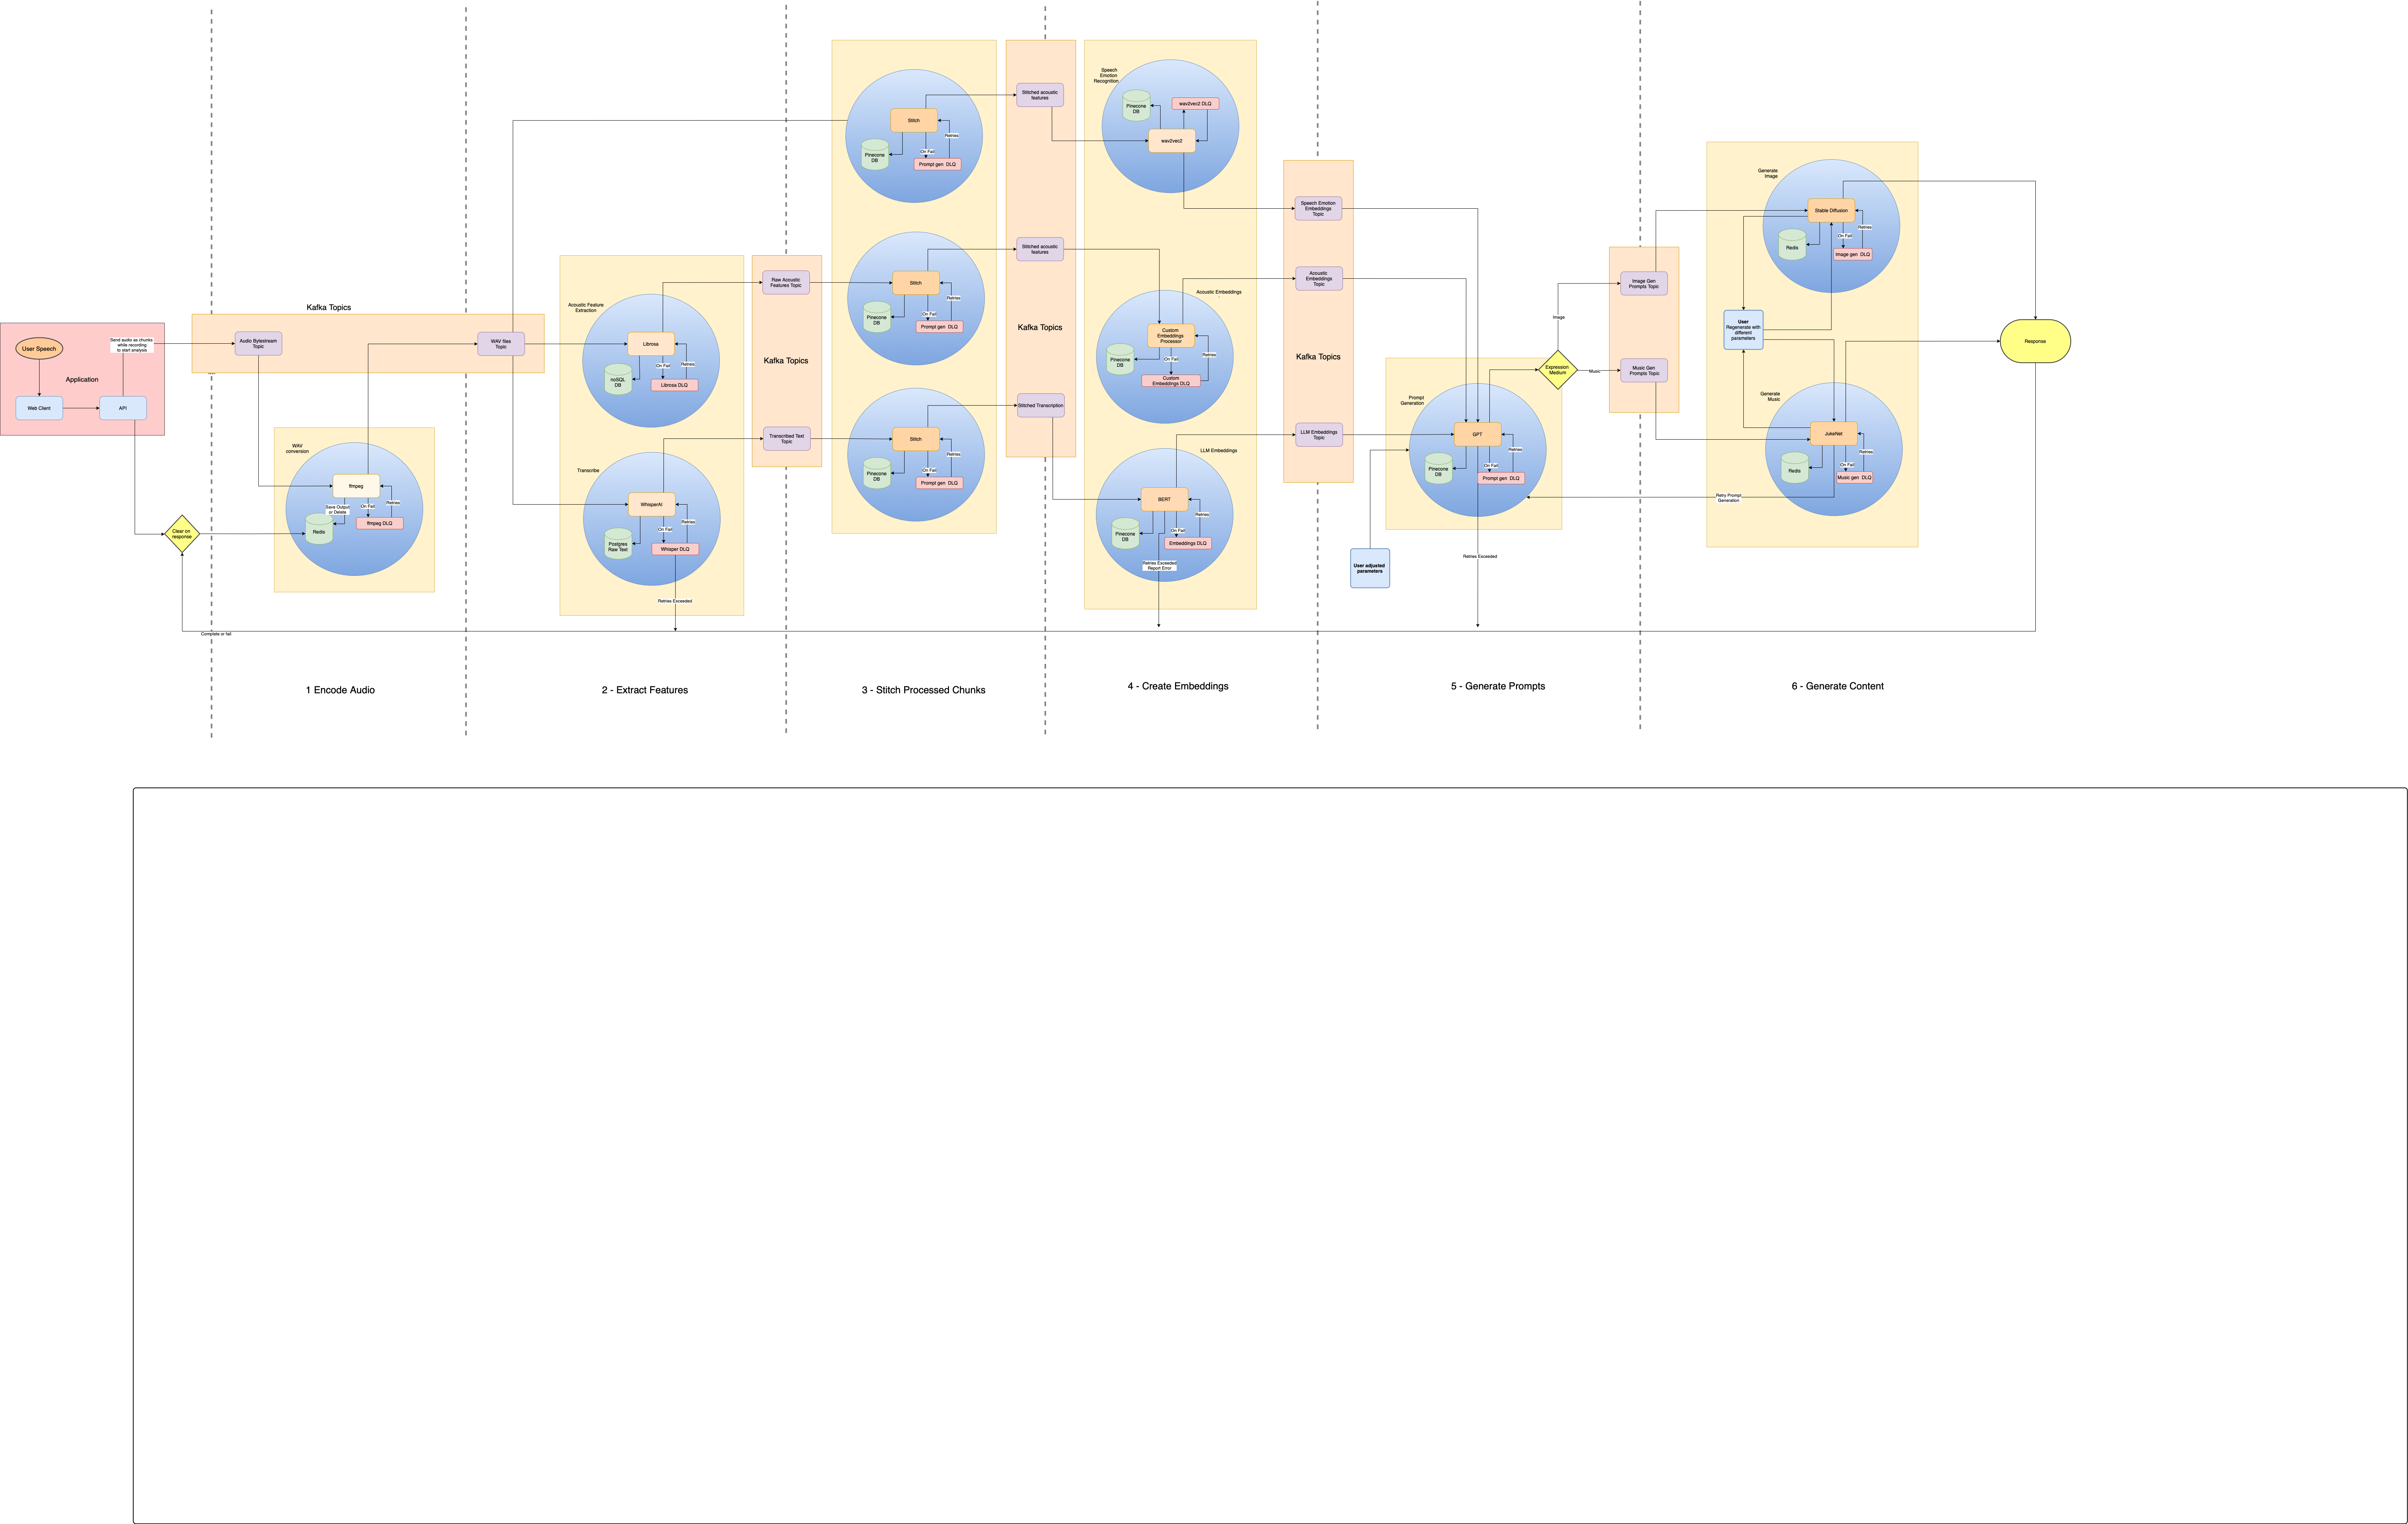 Kafka Topics
User Speech
Application
Web Client
API
Send audio as chunks
while recording
to start analysis
Audio Bytestream
Topic
WAV files
Topic
WAV
conversion
ffmpeg
Save Output
or Delete
On Fail
Retries
ffmpeg DLQ
Redis
Clear on
response
Complete or fail
Acoustic Feature
Extraction
Librosa
On Fail
Retries
noSQL
DB
Librosa DLQ
Transcribe
WhisperAI
On Fail
Retries
Postgres
Raw Text
Whisper DLQ
Retries Exceeded
Kafka Topics
Raw Acoustic
Features Topic
Transcribed Text
Topic
Stitch
Retries
On Fail
Pinecone
DB
Prompt gen DLQ
Stitch
Retries
On Fail
Pinecone
DB
Prompt gen DLQ
Stitch
Retries
On Fail
Pinecone
DB
Prompt gen DLQ
Stitched acoustic
features
Stitched acoustic
features
Kafka Topics
Stitched Transcription
Speech
Emotion
Recognition
Pinecone
DB
wav2vec2 DLQ
wav2vec2
Acoustic Embeddings
Custom
Embeddings
Processor
On Fail
Retries
Pinecone
DB
Custom
Embeddings DLQ
LLM Embeddings
BERT
Retries
On Fail
Pinecone
DB
Embeddings DLQ
Retries Exceeded
Report Error
Speech Emotion
Embeddings
Topic
Acoustic
Embeddings
Topic
Kafka Topics
LLM Embeddings
Topic
Prompt
Generation
GPT
Retries
On Fail
Pinecone
DB
Prompt gen DLQ
Retries Exceeded
User adjusted
parameters
Expression
Medium
Image
Music
Image Gen
Prompts Topic
Music Gen
Prompts Topic
Generate
Image
Stable Diffusion
Retries
On Fail
Redis
Image gen DLQ
User
Regenerate with
different
parameters
Generate
Music
JukeNet
Retries
On Fail
Redis
Music gen DLQ
Retry Prompt
Generation
Response
1 Encode Audio
2 - Extract Features
3 - Stitch Processed Chunks
4 - Create Embeddings
5 - Generate Prompts
6 - Generate Content